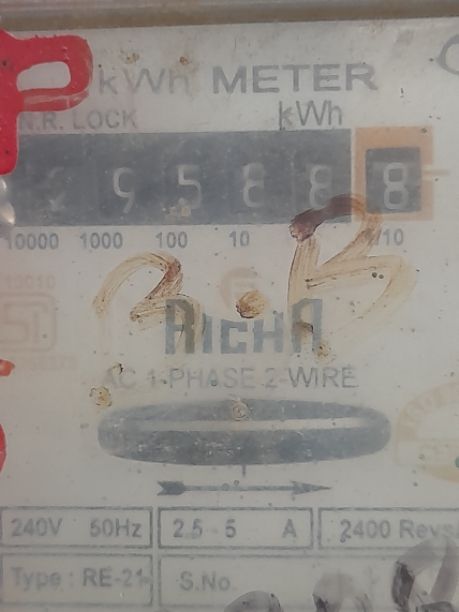 kWh METER
N.R. LOCK kWh
9 5 8 8 8
10000 1000 100 10 1/10
RICHA
AC 1-PHASE 2-WIRE
240V 50Hz 2.5 - 5 A 2400 Revs
Type : RE-21 S.No.